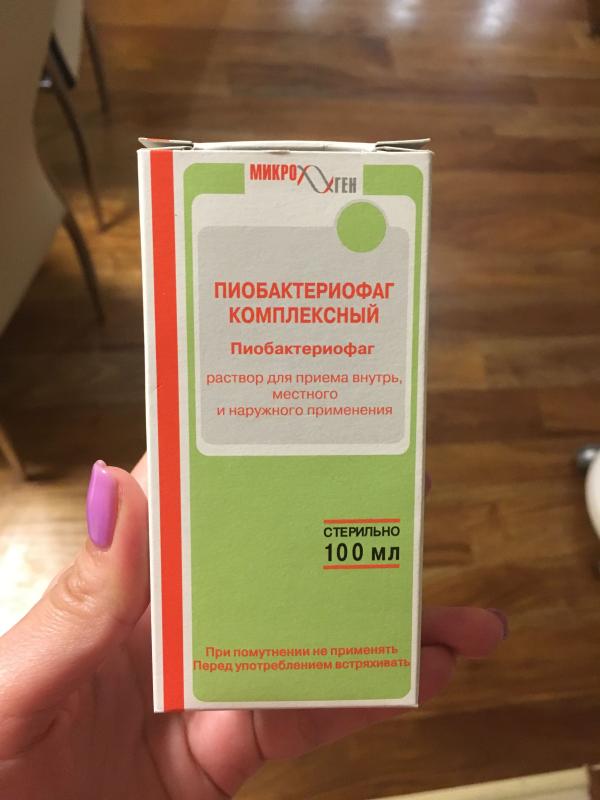 МИКРОГЕН
ПИОБАКТЕРИОФАГ
КОМПЛЕКСНЫЙ
Пиобактериофаг
раствор для приема внутрь,
местного
и наружного применения
СТЕРИЛЬНО
100 мл
При помутнении не применять
Перед употреблением встряхивать